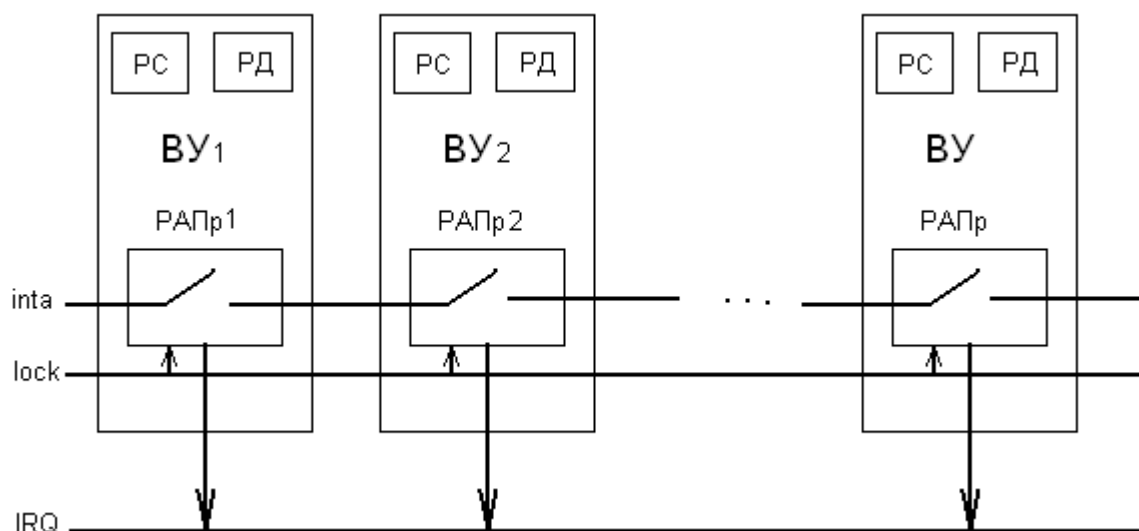 РС РД РС РД РС РД
ВУ1 ВУ2 ВУ
РАПр1 РАПр2 РАПр
inta . . .
lock
IRQ